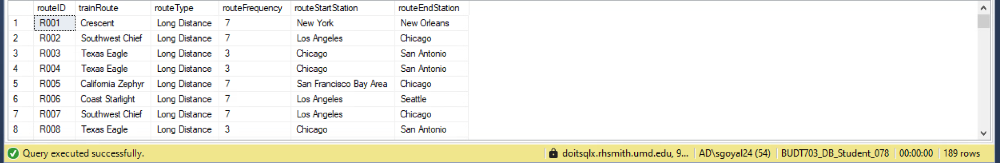 routeID trainRoute routeType routeFrequency routeStartStation routeEndStation
1 R001 Crescent Long Distance 7 New York New Orleans
2 R002 Southwest Chief Long Distance 7 Los Angeles Chicago
3 R003 Texas Eagle Long Distance 3 Chicago San Antonio
4 R004 Texas Eagle Long Distance 3 Chicago San Antonio
5 R005 California Zephyr Long Distance 7 San Francisco Bay Area Chicago
6 R006 Coast Starlight Long Distance 7 Los Angeles Seattle
7 R007 Southwest Chief Long Distance 7 Los Angeles Chicago
8 R008 Texas Eagle Long Distance 3 Chicago San Antonio
Query executed successfully. doitsqlx.rhsmith.umd.edu, 9... AD\sgoyal24 (54) BUDT703_DB_Student_078 00:00:00 189 rows